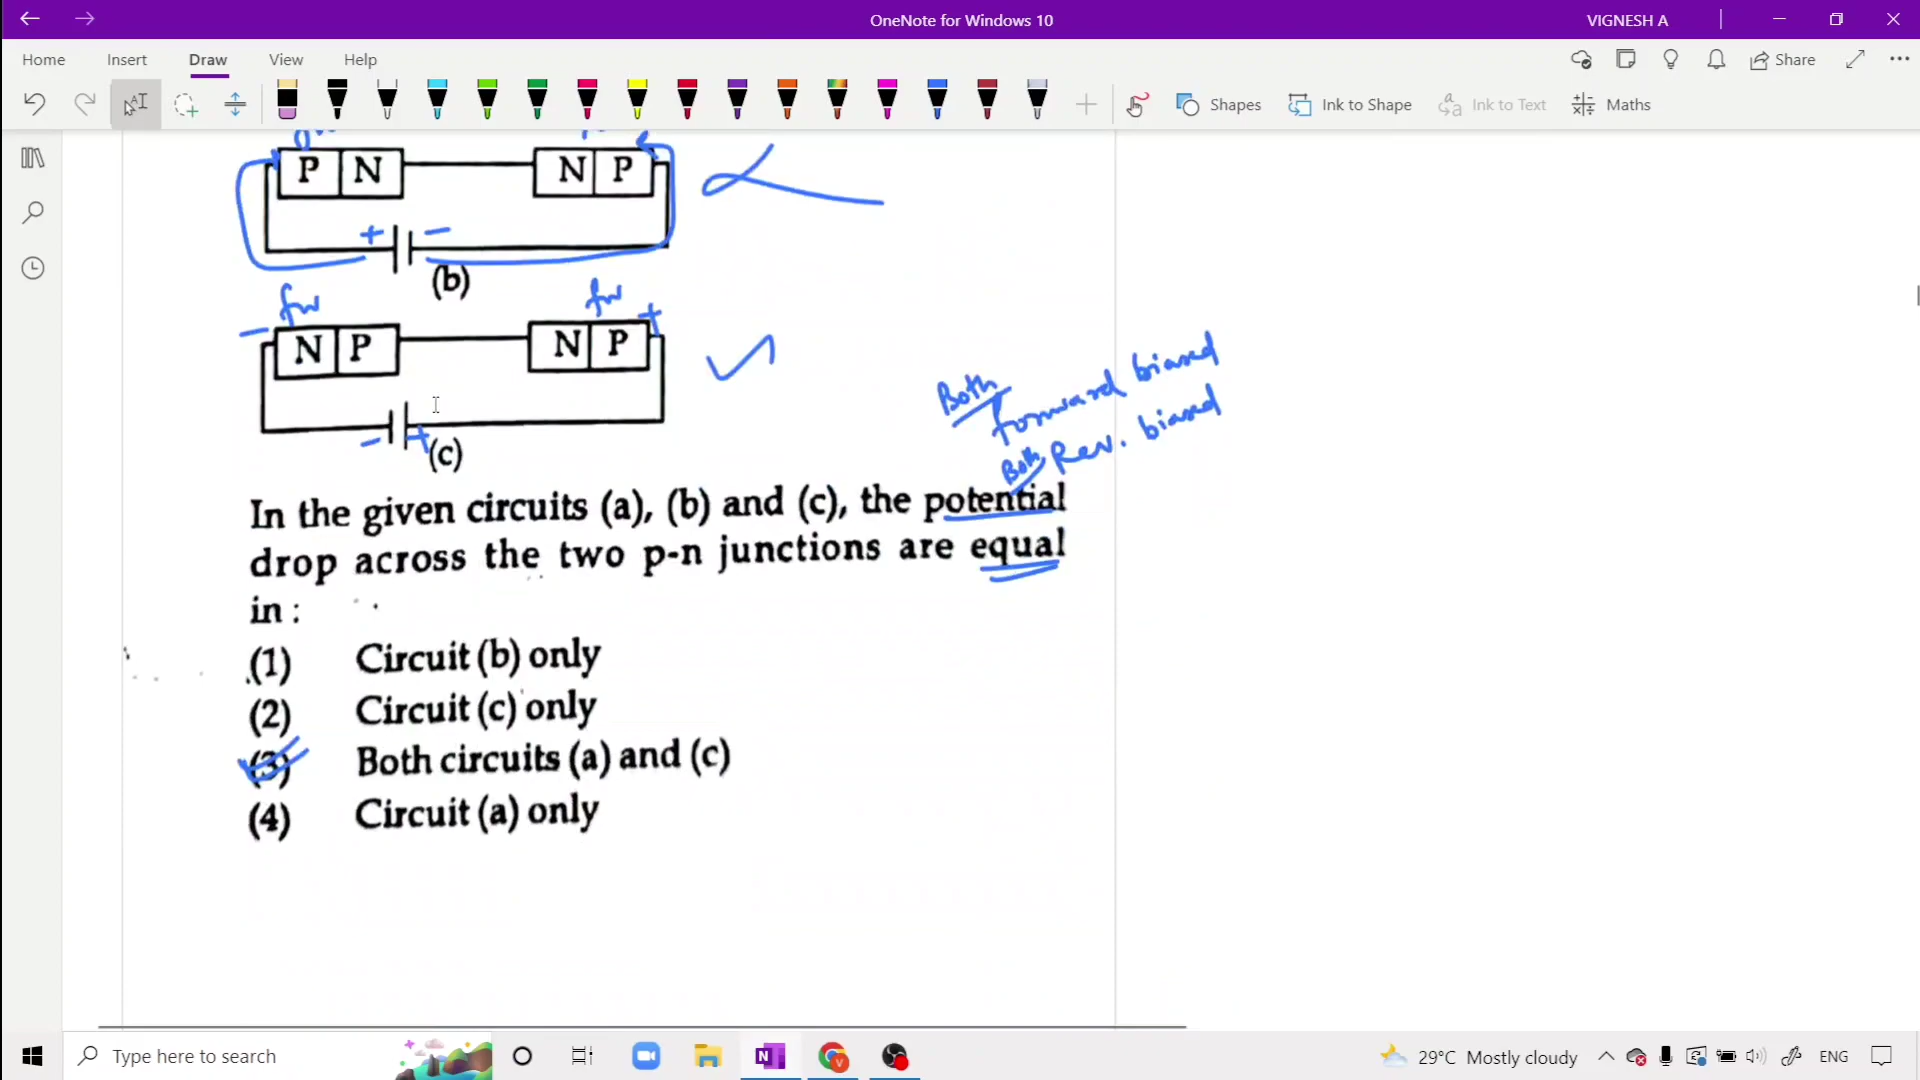 OneNote for Windows 10
VIGNESH A
Home Insert Draw View Help
Share
Shapes Ink to Shape Ink to Text Maths
P N N P
+ −
(b)
fw fw
− +
N P N P
− +
(c)
Both forward biased
Both Rev. biased
In the given circuits (a), (b) and (c), the potential
drop across the two p-n junctions are equal
in :
(1) Circuit (b) only
(2) Circuit (c) only
(3) Both circuits (a) and (c)
(4) Circuit (a) only
Type here to search
29°C Mostly cloudy
ENG